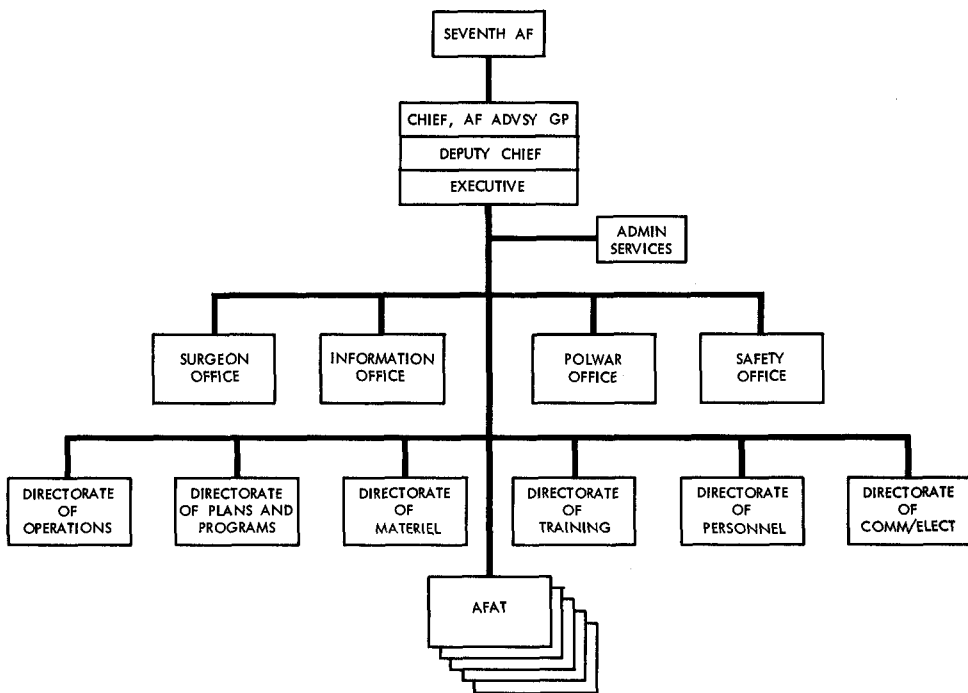 SEVENTH AF
CHIEF, AF ADVSY GP
DEPUTY CHIEF
EXECUTIVE
ADMIN
SERVICES
SURGEON
OFFICE
INFORMATION
OFFICE
POLWAR
OFFICE
SAFETY
OFFICE
DIRECTORATE
OF
OPERATIONS
DIRECTORATE
OF PLANS AND
PROGRAMS
DIRECTORATE
OF
MATERIEL
DIRECTORATE
OF
TRAINING
DIRECTORATE
OF
PERSONNEL
DIRECTORATE
OF
COMM/ELECT
AFAT